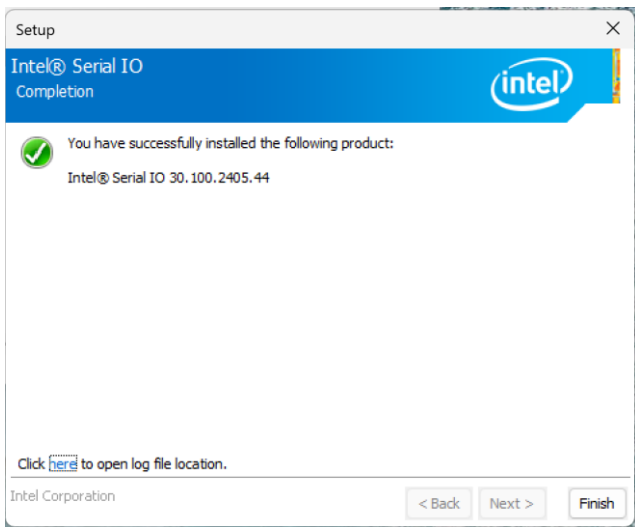 Setup
Intel® Serial IO
Completion
intel
You have successfully installed the following product:
Intel® Serial IO 30.100.2405.44
Click here to open log file location.
Intel Corporation
< Back
Next >
Finish